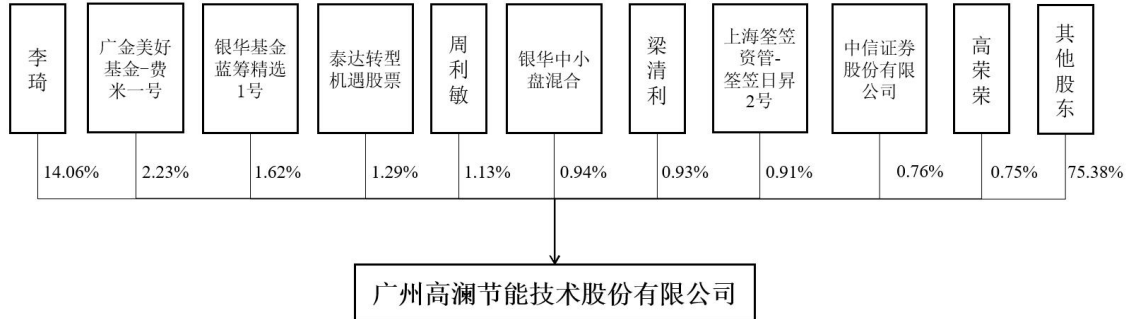 李
琦
广金美好
基金-费
米一号
银华基金
蓝筹精选
1号
泰达转型
机遇股票
周
利
敏
银华中小
盘混合
梁
清
利
上海筌笠
资管-
筌笠日昇
2号
中信证券
股份有限
公司
高
荣
荣
其
他
股
东
14.06%
2.23%
1.62%
1.29%
1.13%
0.94%
0.93%
0.91%
0.76%
0.75%
75.38%
广州高澜节能技术股份有限公司